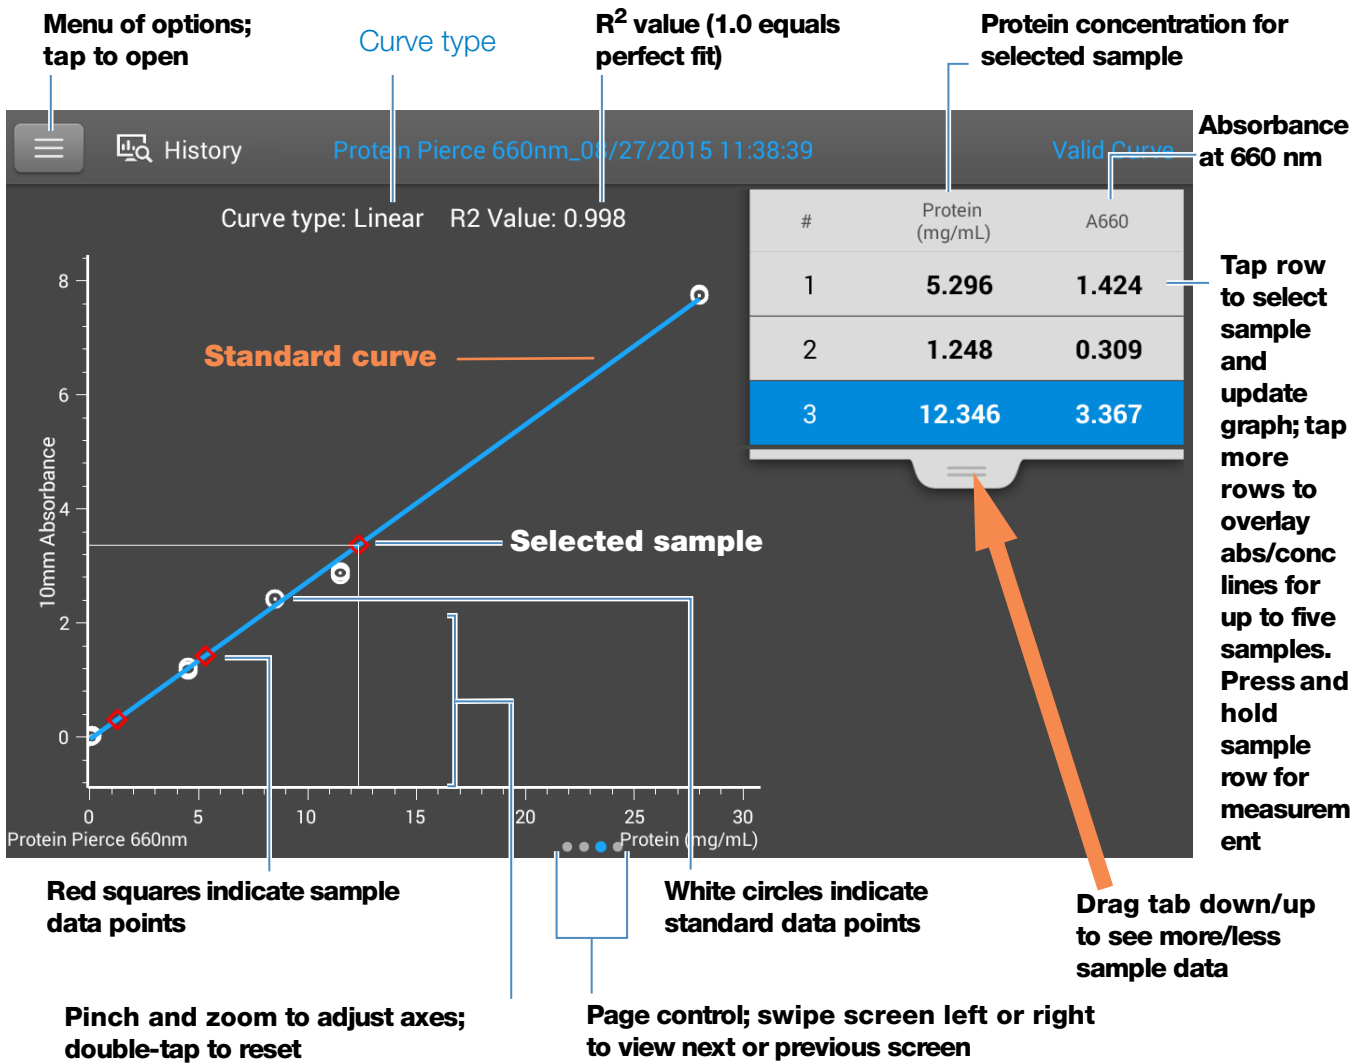 Menu of options;
tap to open
Curve type
R2 value (1.0 equals
perfect fit)
Protein concentration for
selected sample
Absorbance
at 660 nm
History
Protein Pierce 660nm_08/27/2015 11:38:39
Valid Curve
Curve type: Linear R2 Value: 0.998
# Protein (mg/mL) A660
1 5.296 1.424
2 1.248 0.309
3 12.346 3.367
Tap row
to select
sample
and
update
graph; tap
more
rows to
overlay
abs/conc
lines for
up to five
samples.
Press and
hold
sample
row for
measurem
ent
Standard curve
Selected sample
10mm Absorbance
8
6
4
2
0
0 5 10 15 20 25 30
Protein Pierce 660nm
Protein (mg/mL)
Red squares indicate sample
data points
White circles indicate
standard data points
Drag tab down/up
to see more/less
sample data
Pinch and zoom to adjust axes;
double-tap to reset
Page control; swipe screen left or right
to view next or previous screen